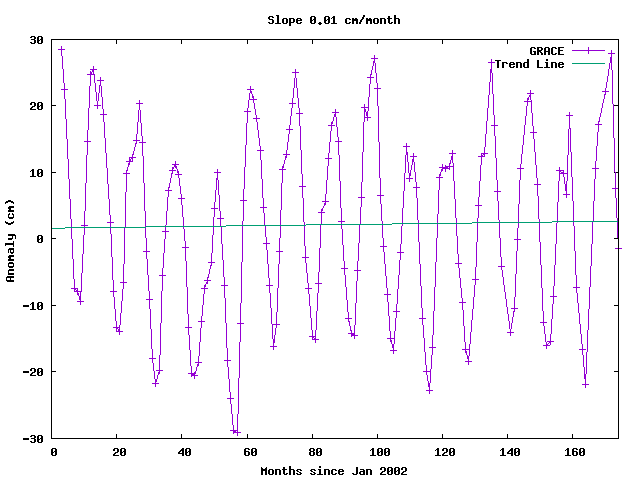 Slope 0.01 cm/month
GRACE
Trend Line
Anomaly (cm)
30
20
10
0
-10
-20
-30
0 20 40 60 80 100 120 140 160
Months since Jan 2002